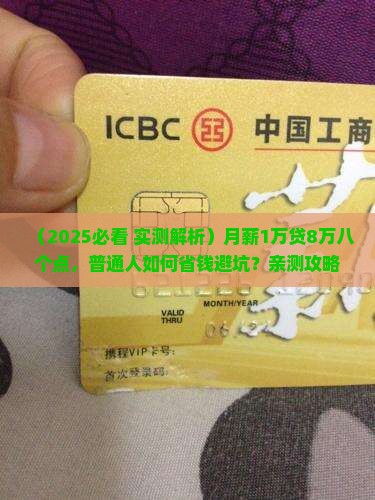 ICBC 中国工商
（2025必看 实测解析）月薪1万贷8万八
个点，普通人如何省钱避坑？亲测攻略
MONTH/YEAR
VALID
THRU
携程VIP卡号:
首次登录码: